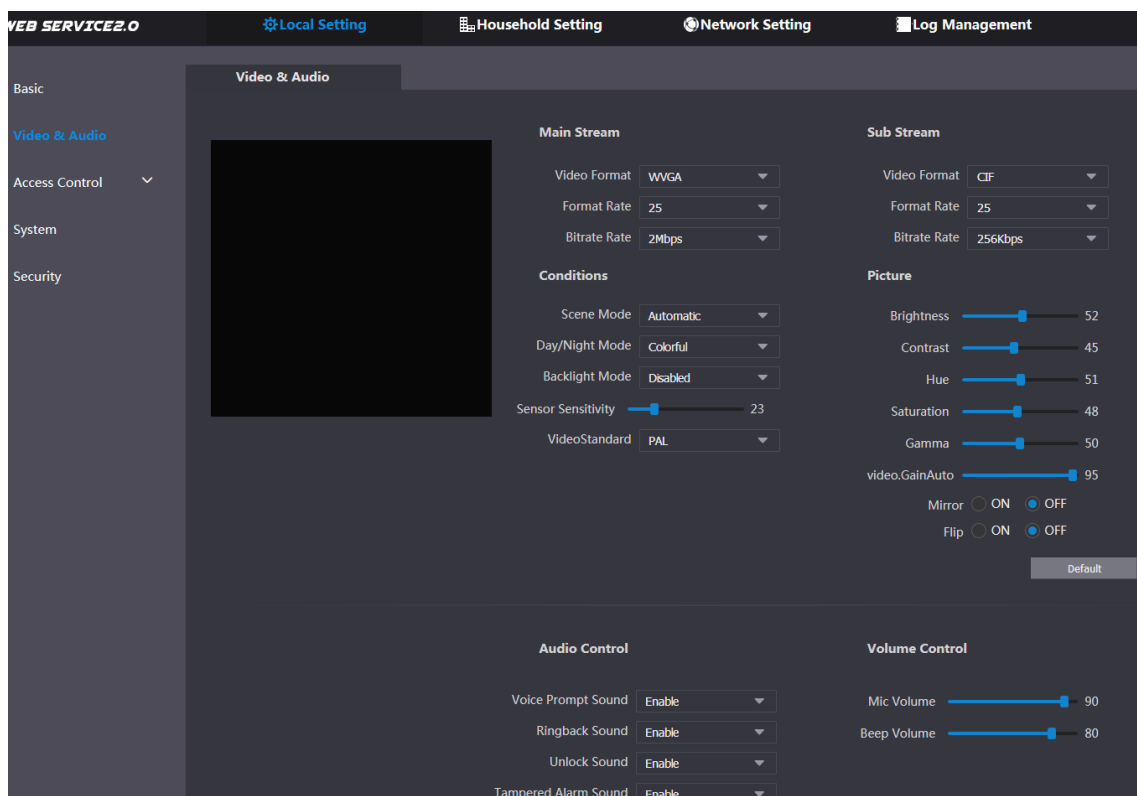 WEB SERVICE2.0
Local Setting
Household Setting
Network Setting
Log Management
Basic
Video & Audio
Access Control
System
Security
Video & Audio
Main Stream
Video Format WVGA
Format Rate 25
Bitrate Rate 2Mbps
Conditions
Scene Mode Automatic
Day/Night Mode Colorful
Backlight Mode Disabled
Sensor Sensitivity 23
VideoStandard PAL
Sub Stream
Video Format CIF
Format Rate 25
Bitrate Rate 256Kbps
Picture
Brightness 52
Contrast 45
Hue 51
Saturation 48
Gamma 50
video.GainAuto 95
Mirror ON OFF
Flip ON OFF
Default
Audio Control
Voice Prompt Sound Enable
Ringback Sound Enable
Unlock Sound Enable
Tampered Alarm Sound Enable
Volume Control
Mic Volume 90
Beep Volume 80